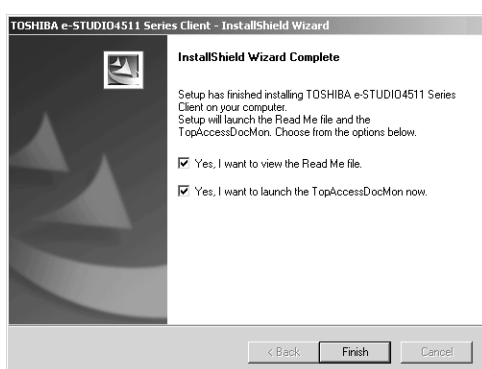 TOSHIBA e-STUDIO4511 Series Client - InstallShield Wizard
InstallShield Wizard Complete
Setup has finished installing TOSHIBA e-STUDIO4511 Series
Client on your computer.
Setup will launch the Read Me file and the
TopAccessDocMon. Choose from the options below.
Yes, I want to view the Read Me file.
Yes, I want to launch the TopAccessDocMon now.
< Back
Finish
Cancel